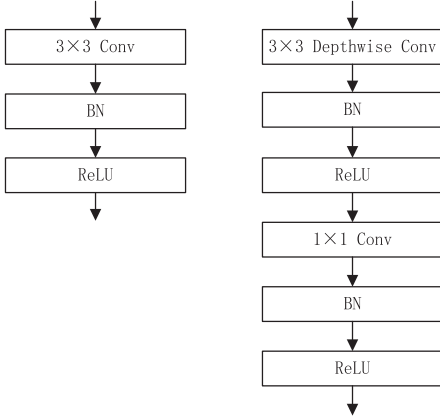 3×3 Conv
BN
ReLU
3×3 Depthwise Conv
BN
ReLU
1×1 Conv
BN
ReLU